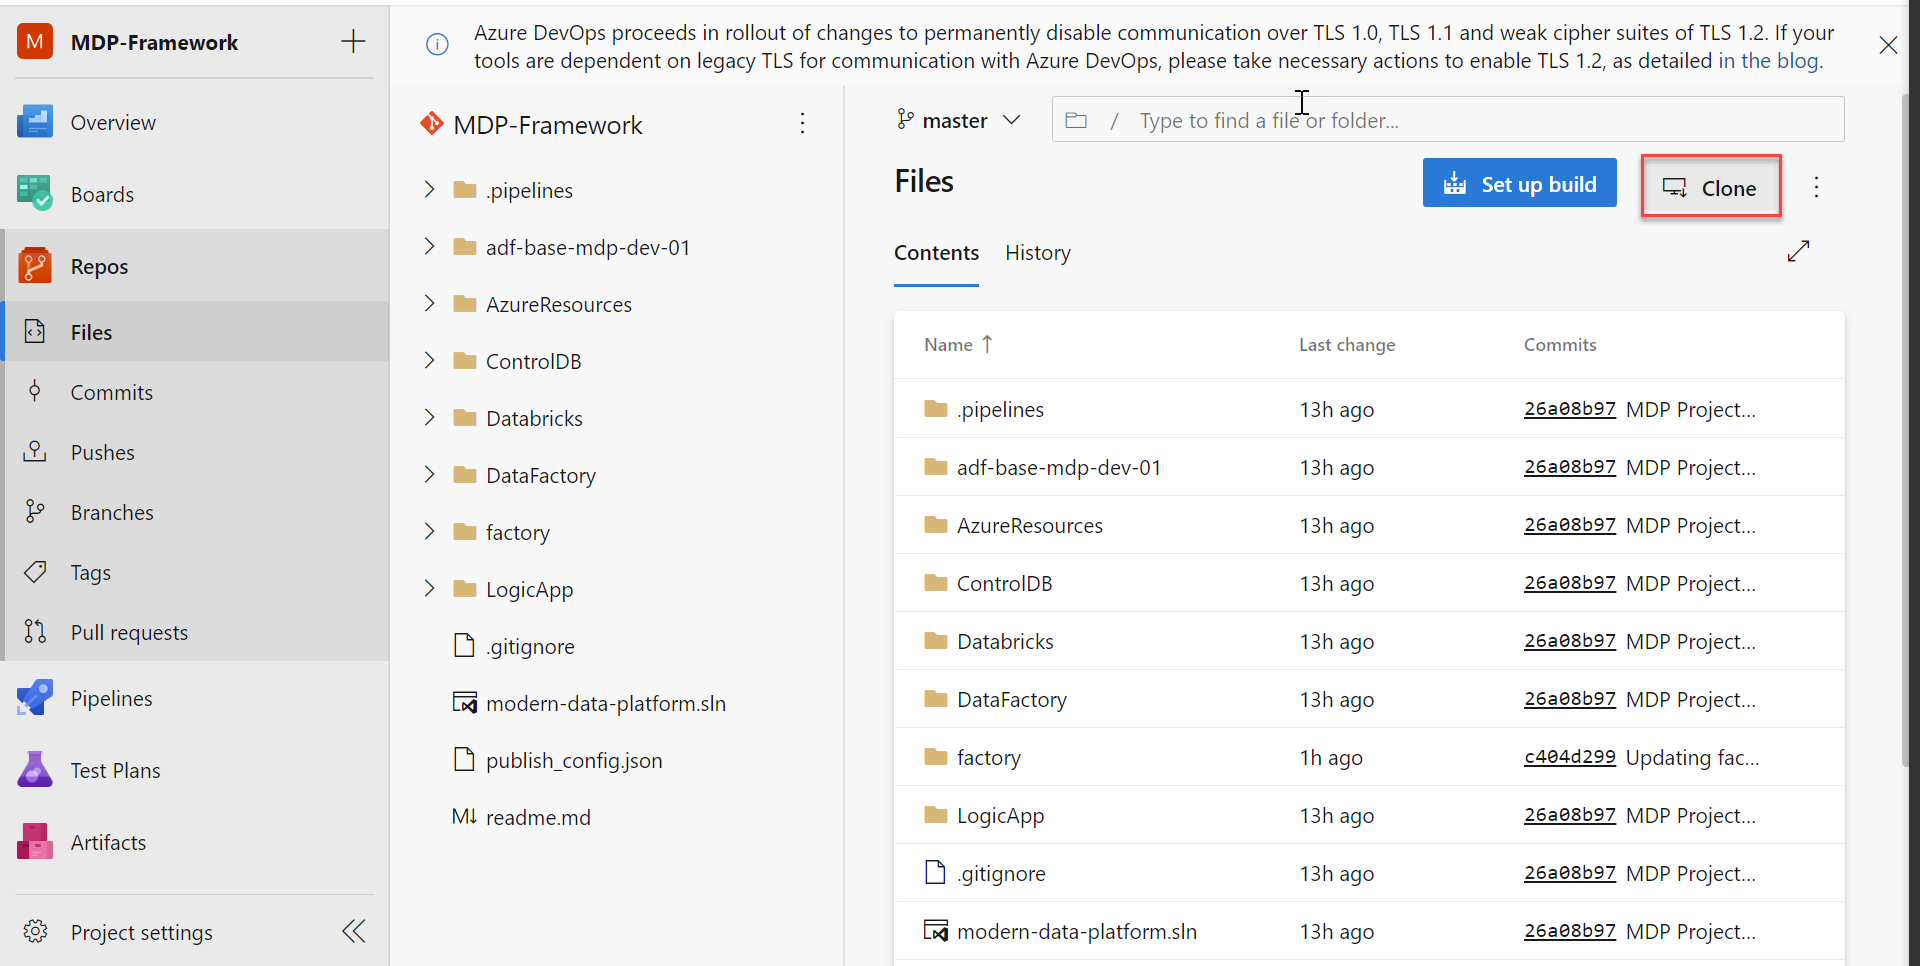 M MDP-Framework
Overview
Boards
Repos
Files
Commits
Pushes
Branches
Tags
Pull requests
Pipelines
Test Plans
Artifacts
Project settings
Azure DevOps proceeds in rollout of changes to permanently disable communication over TLS 1.0, TLS 1.1 and weak cipher suites of TLS 1.2. If your
tools are dependent on legacy TLS for communication with Azure DevOps, please take necessary actions to enable TLS 1.2, as detailed in the blog.
MDP-Framework
.pipelines
adf-base-mdp-dev-01
AzureResources
ControlDB
Databricks
DataFactory
factory
LogicApp
.gitignore
modern-data-platform.sln
publish_config.json
M↓ readme.md
master / Type to find a file or folder...
Files Set up build Clone
Contents History
Name ↑ Last change Commits
.pipelines 13h ago 26a08b97 MDP Project...
adf-base-mdp-dev-01 13h ago 26a08b97 MDP Project...
AzureResources 13h ago 26a08b97 MDP Project...
ControlDB 13h ago 26a08b97 MDP Project...
Databricks 13h ago 26a08b97 MDP Project...
DataFactory 13h ago 26a08b97 MDP Project...
factory 1h ago c404d299 Updating fac...
LogicApp 13h ago 26a08b97 MDP Project...
.gitignore 13h ago 26a08b97 MDP Project...
modern-data-platform.sln 13h ago 26a08b97 MDP Project...